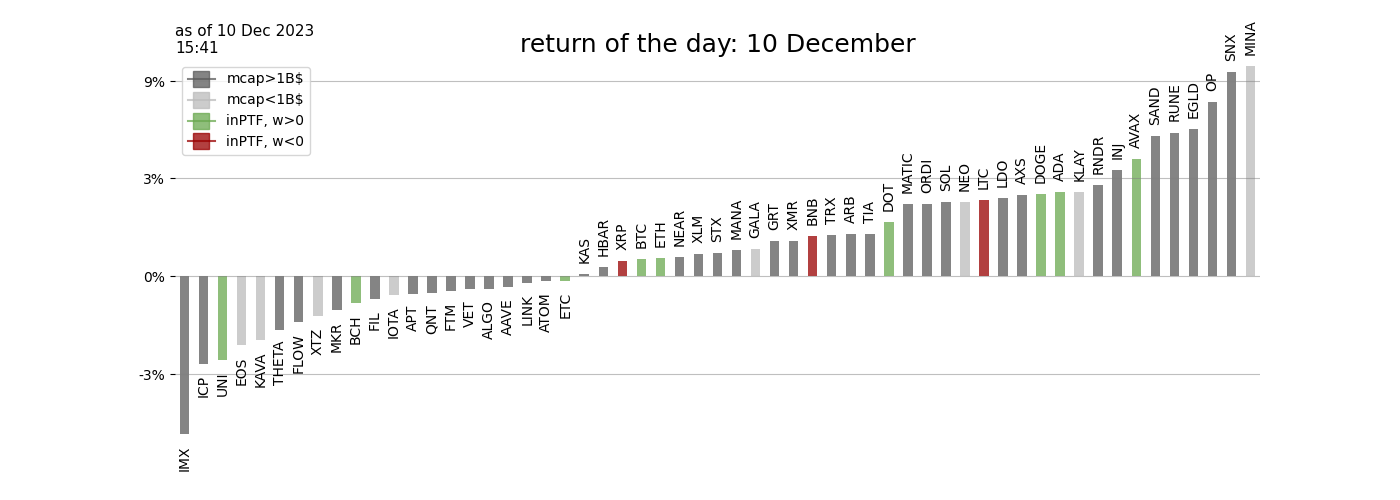 as of 10 Dec 2023
15:41
return of the day: 10 December
mcap>1B$
mcap<1B$
inPTF, w>0
inPTF, w<0
9%
3%
0%
-3%
IMX
ICP
UNI
EOS
KAVA
THETA
FLOW
XTZ
MKR
BCH
FIL
IOTA
APT
QNT
FTM
VET
ALGO
AAVE
LINK
ATOM
ETC
KAS
HBAR
XRP
BTC
ETH
NEAR
XLM
STX
MANA
GALA
GRT
XMR
BNB
TRX
ARB
TIA
DOT
MATIC
ORDI
SOL
NEO
LTC
LDO
AXS
DOGE
ADA
KLAY
RNDR
INJ
AVAX
SAND
RUNE
EGLD
OP
SNX
MINA